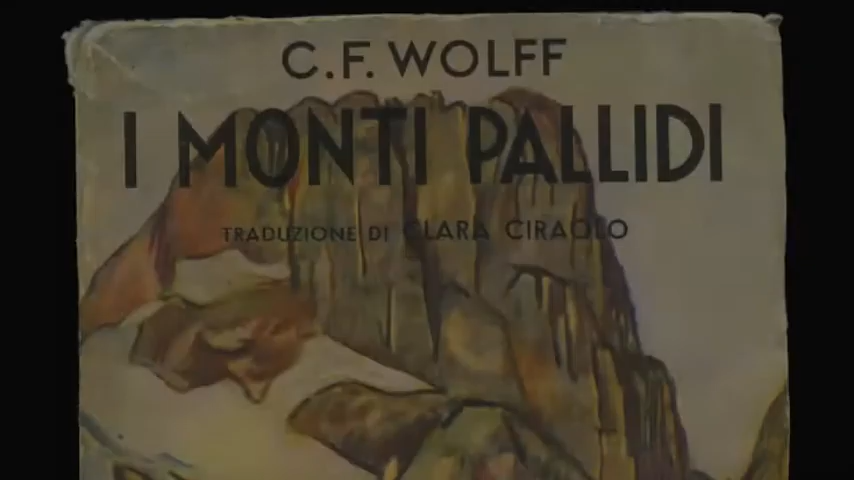 C.F. WOLFF
I MONTI PALLIDI
TRADUZIONE DI CLARA CIRAOLO